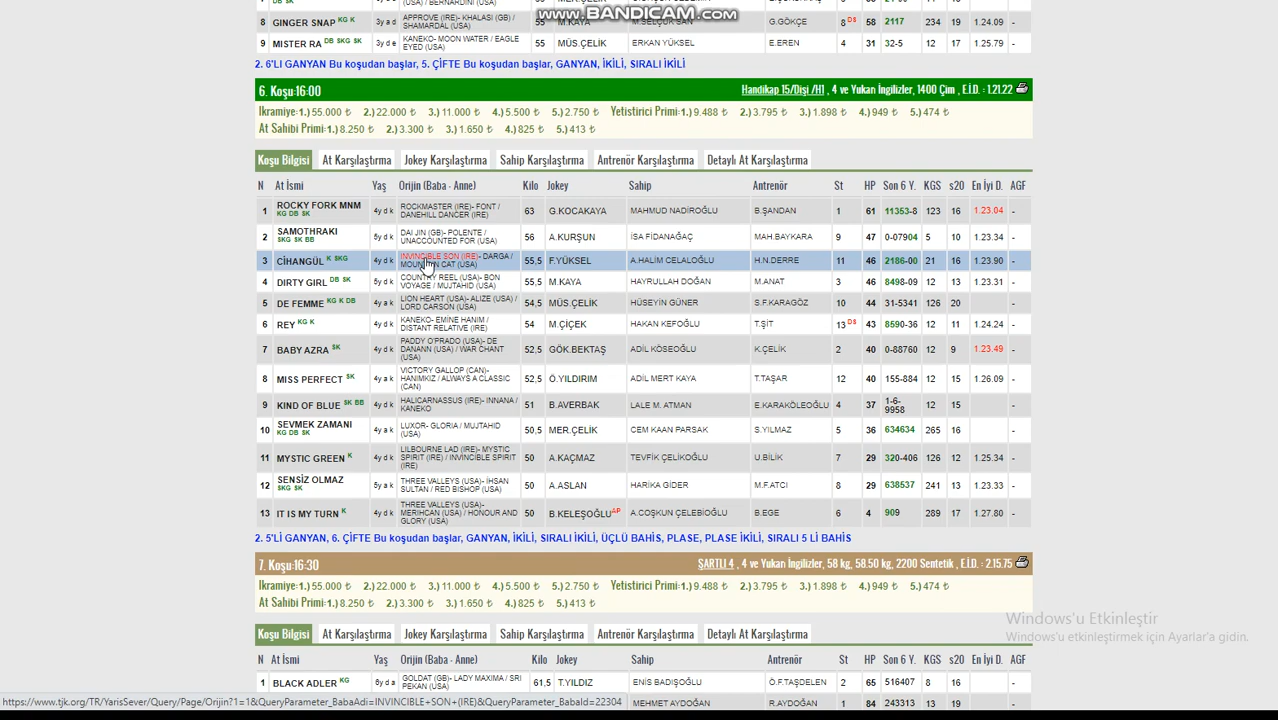 www.BANDICAM.com
8 GINGER SNAP KG K 3y a d APPROVE (IRE)- KHALASI (GB) / SHAMARDAL (USA) 55 M.KAYA M.SELÇUK SAN G.GÖKÇE 8 DS 58 2117 234 19 1.24.09 -
9 MISTER RA DB SKG SK 3y d e KANEKO- MOON WATER / EAGLE EYED (USA) 55 MÜS.ÇELİK ERKAN YÜKSEL E.EREN 4 31 32-5 12 17 1.25.79 -
2. 6'LI GANYAN Bu koşudan başlar, 5. ÇİFTE Bu koşudan başlar, GANYAN, İKİLİ, SIRALI İKİLİ
6. Koşu:16:00 Handikap 15/Dişi /H1 , 4 ve Yukarı İngilizler, 1400 Çim , E.İ.D. : 1.21.22
Ikramiye:1.) 55.000 ₺ 2.) 22.000 ₺ 3.) 11.000 ₺ 4.) 5.500 ₺ 5.) 2.750 ₺ Yetistirici Primi:1.) 9.488 ₺ 2.) 3.795 ₺ 3.) 1.898 ₺ 4.) 949 ₺ 5.) 474 ₺
At Sahibi Primi:1.) 8.250 ₺ 2.) 3.300 ₺ 3.) 1.650 ₺ 4.) 825 ₺ 5.) 413 ₺
Koşu Bilgisi At Karşılaştırma Jokey Karşılaştırma Sahip Karşılaştırma Antrenör Karşılaştırma Detaylı At Karşılaştırma
N At İsmi Yaş Orijin (Baba - Anne) Kilo Jokey Sahip Antrenör St HP Son 6 Y. KGS s20 En İyi D. AGF
1 ROCKY FORK MNM KG DB SK 4y d k ROCKMASTER (IRE)- FONT / DANEHILL DANCER (IRE) 63 G.KOCAKAYA MAHMUD NADİROĞLU B.ŞANDAN 1 61 11353-8 123 16 1.23.04 -
2 SAMOTHRAKI SKG SK BB 5y d k DAI JIN (GB)- POLENTE / UNACCOUNTED FOR (USA) 56 A.KURŞUN İSA FİDANAĞAÇ MAH.BAYKARA 9 47 0-07904 5 10 1.23.34 -
3 CİHANGÜL K SKG 4y d k INVINCIBLE SON (IRE)- DARGA / MOUNTAIN CAT (USA) 55,5 F.YÜKSEL A.HALİM CELALOĞLU H.N.DERRE 11 46 2186-00 21 16 1.23.90 -
4 DIRTY GIRL DB SK 5y d k COUNTRY REEL (USA)- BON VOYAGE / MUJTAHID (USA) 55,5 M.KAYA HAYRULLAH DOĞAN M.ANAT 3 46 8498-09 12 13 1.23.31 -
5 DE FEMME KG K DB 4y a k LION HEART (USA)- ALIZE (USA) / LORD CARSON (USA) 54,5 MÜS.ÇELİK HÜSEYİN GÜNER S.F.KARAGÖZ 10 44 31-5341 126 20 -
6 REY KG K 4y d k KANEKO- EMİNE HANIM / DISTANT RELATIVE (IRE) 54 M.ÇİÇEK HAKAN KEFOĞLU T.ŞİT 13 DS 43 8590-36 12 11 1.24.24 -
7 BABY AZRA SK 4y d k PADDY O'PRADO (USA)- DE DANANN (USA) / WAR CHANT (USA) 52,5 GÖK.BEKTAŞ ADİL KÖSEOĞLU K.ÇELİK 2 40 0-88760 12 9 1.23.49 -
8 MISS PERFECT SK 4y a k VICTORY GALLOP (CAN)- HANIMKIZ / ALWAYS A CLASSIC (CAN) 52,5 Ö.YILDIRIM ADİL MERT KAYA T.TAŞAR 12 40 155-884 12 15 1.26.09 -
9 KIND OF BLUE SK BB 4y d k HALICARNASSUS (IRE)- INNANA / KANEKO 51 B.AVERBAK LALE M. ATMAN E.KARAKÖLEOĞLU 4 37 1-6-9958 12 15 -
10 SEVMEK ZAMANI KG DB SK 4y a k LUXOR- GLORIA / MUJTAHID (USA) 50,5 MER.ÇELİK CEM KAAN PARSAK S.YILMAZ 5 36 634634 265 16 -
11 MYSTIC GREEN K 4y d k LILBOURNE LAD (IRE)- MYSTIC SPIRIT (IRE) / INVINCIBLE SPIRIT (IRE) 50 A.KAÇMAZ TEVFİK ÇELİKOĞLU U.BİLİK 7 29 320-406 126 12 1.25.34 -
12 SENSİZ OLMAZ SKG SK 5y a k THREE VALLEYS (USA)- İHSAN SULTAN / RED BISHOP (USA) 50 A.ASLAN HARİKA GİDER M.F.ATCI 8 29 638537 241 13 1.23.33 -
13 IT IS MY TURN K 4y d k THREE VALLEYS (USA)- MERIHCAN (USA) / HONOUR AND GLORY (USA) 50 B.KELEŞOĞLU AP A.COŞKUN ÇELEBİOĞLU B.EGE 6 4 909 289 17 1.27.80 -
2. 5'Lİ GANYAN, 6. ÇİFTE Bu koşudan başlar, GANYAN, İKİLİ, SIRALI İKİLİ, ÜÇLÜ BAHİS, PLASE, PLASE İKİLİ, SIRALI 5 Lİ BAHİS
7. Koşu:16:30 ŞARTLI 4 , 4 ve Yukarı İngilizler, 58 kg, 58.50 kg, 2200 Sentetik , E.İ.D. : 2.15.75
Ikramiye:1.) 55.000 ₺ 2.) 22.000 ₺ 3.) 11.000 ₺ 4.) 5.500 ₺ 5.) 2.750 ₺ Yetistirici Primi:1.) 9.488 ₺ 2.) 3.795 ₺ 3.) 1.898 ₺ 4.) 949 ₺ 5.) 474 ₺
At Sahibi Primi:1.) 8.250 ₺ 2.) 3.300 ₺ 3.) 1.650 ₺ 4.) 825 ₺ 5.) 413 ₺
Windows'u Etkinleştir
Windows'u etkinleştirmek için Ayarlar'a gidin.
Koşu Bilgisi At Karşılaştırma Jokey Karşılaştırma Sahip Karşılaştırma Antrenör Karşılaştırma Detaylı At Karşılaştırma
N At İsmi Yaş Orijin (Baba - Anne) Kilo Jokey Sahip Antrenör St HP Son 6 Y. KGS s20 En İyi D. AGF
1 BLACK ADLER KG 6y d a GOLDAT (GB)- LADY MAXIMA / SRI PEKAN (USA) 61,5 T.YILDIZ ENİS BADIŞOĞLU Ö.F.TAŞDELEN 2 65 516407 8 16 -
MEHMET AYDOĞAN R.AYDOĞAN 1 84 243313 13 19 -
https://www.tjk.org/TR/YarisSever/Query/Page/Orijin?1=1&QueryParameter_BabaAdi=INVINCIBLE+SON+(IRE)&QueryParameter_BabaId=22304